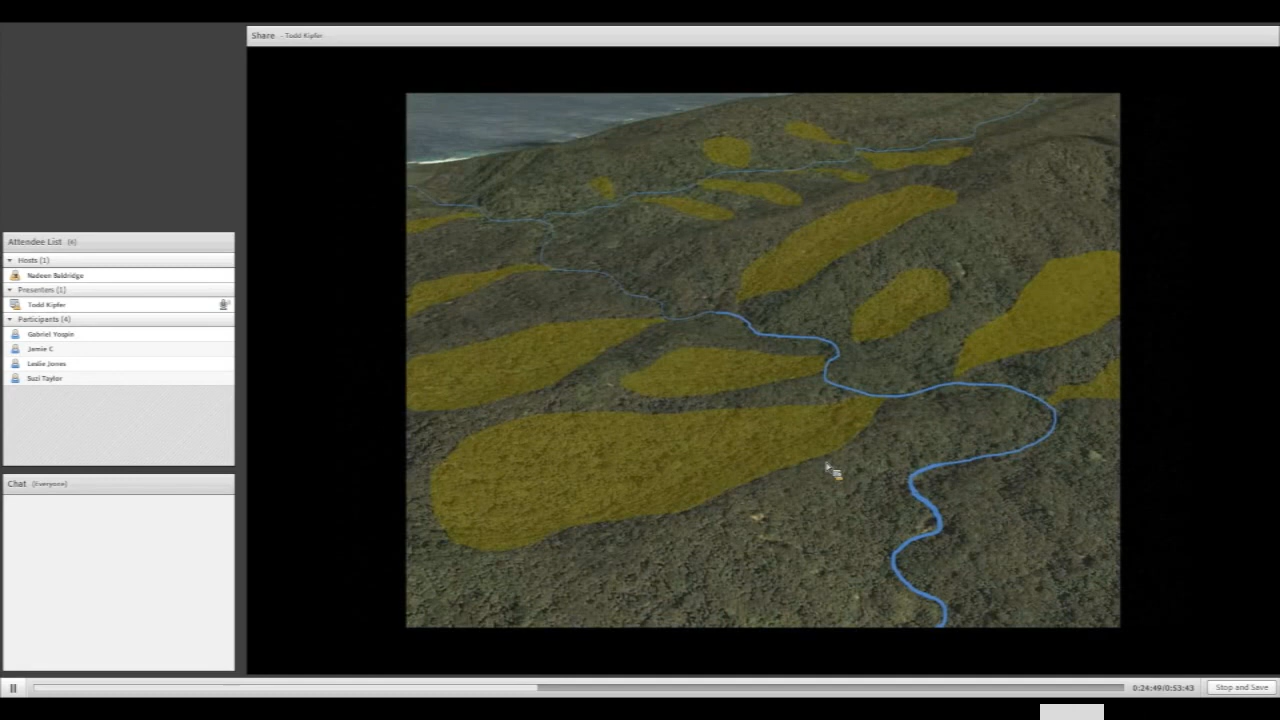 Share - Todd Kipfer
Attendee List (6)
Hosts (1)
Nadeen Baldridge
Presenters (1)
Todd Kipfer
Participants (4)
Gabriel Yospin
Jamie C
Leslie Jones
Suzi Taylor
Chat (Everyone)
0:24:49/0:53:43
Stop and Save